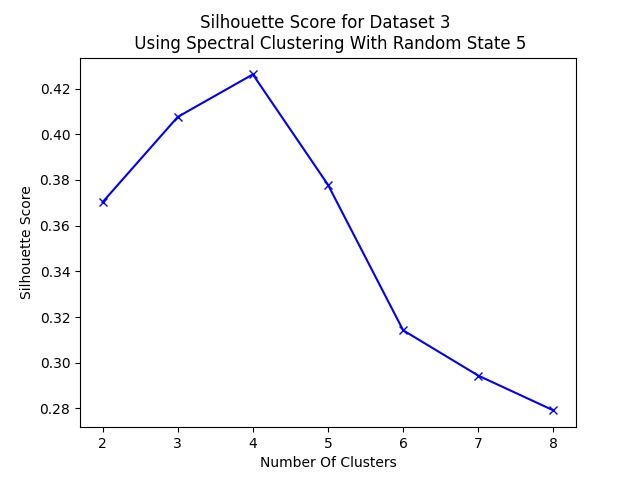 Silhouette Score for Dataset 3
Using Spectral Clustering With Random State 5
Silhouette Score
0.42
0.40
0.38
0.36
0.34
0.32
0.30
0.28
2 3 4 5 6 7 8
Number Of Clusters